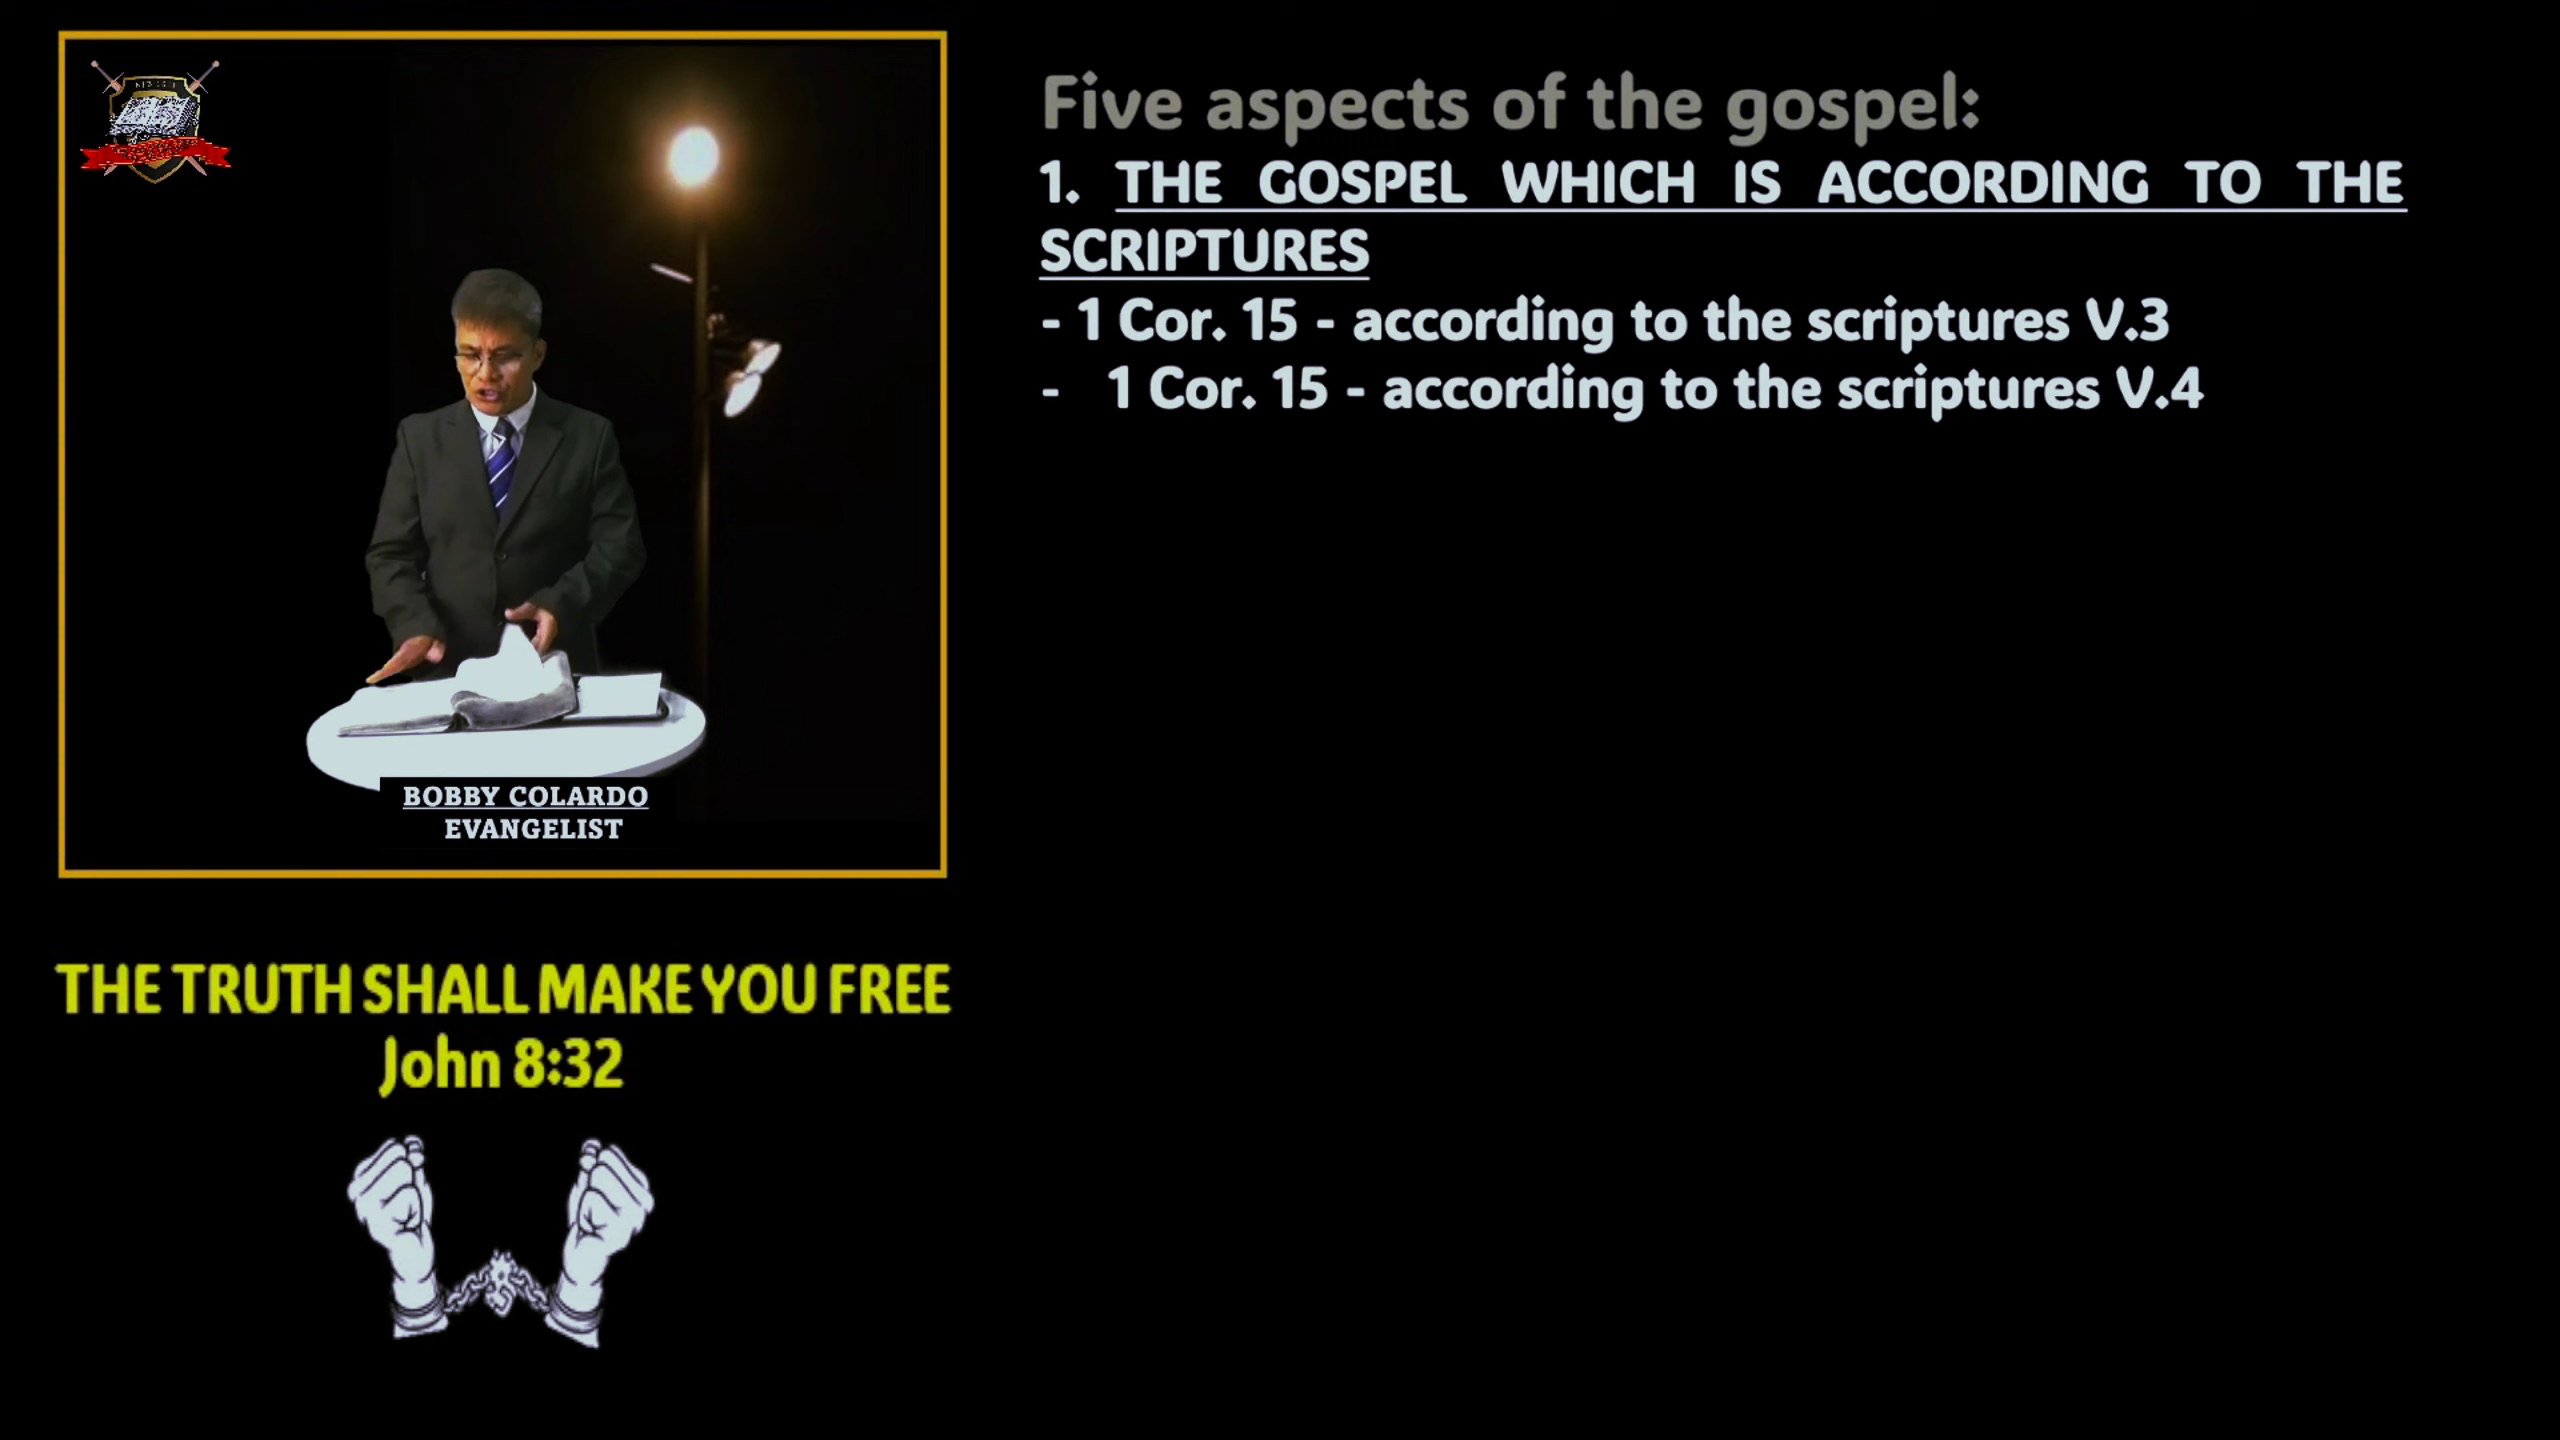 Five aspects of the gospel:
1. THE GOSPEL WHICH IS ACCORDING TO THE
SCRIPTURES
- 1 Cor. 15 - according to the scriptures V.3
- 1 Cor. 15 - according to the scriptures V.4
BOBBY COLARDO
EVANGELIST
THE TRUTH SHALL MAKE YOU FREE
John 8:32